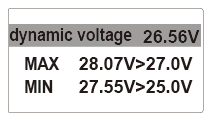 dynamic voltage 26.56V
MAX 28.07V>27.0V
MIN 27.55V>25.0V